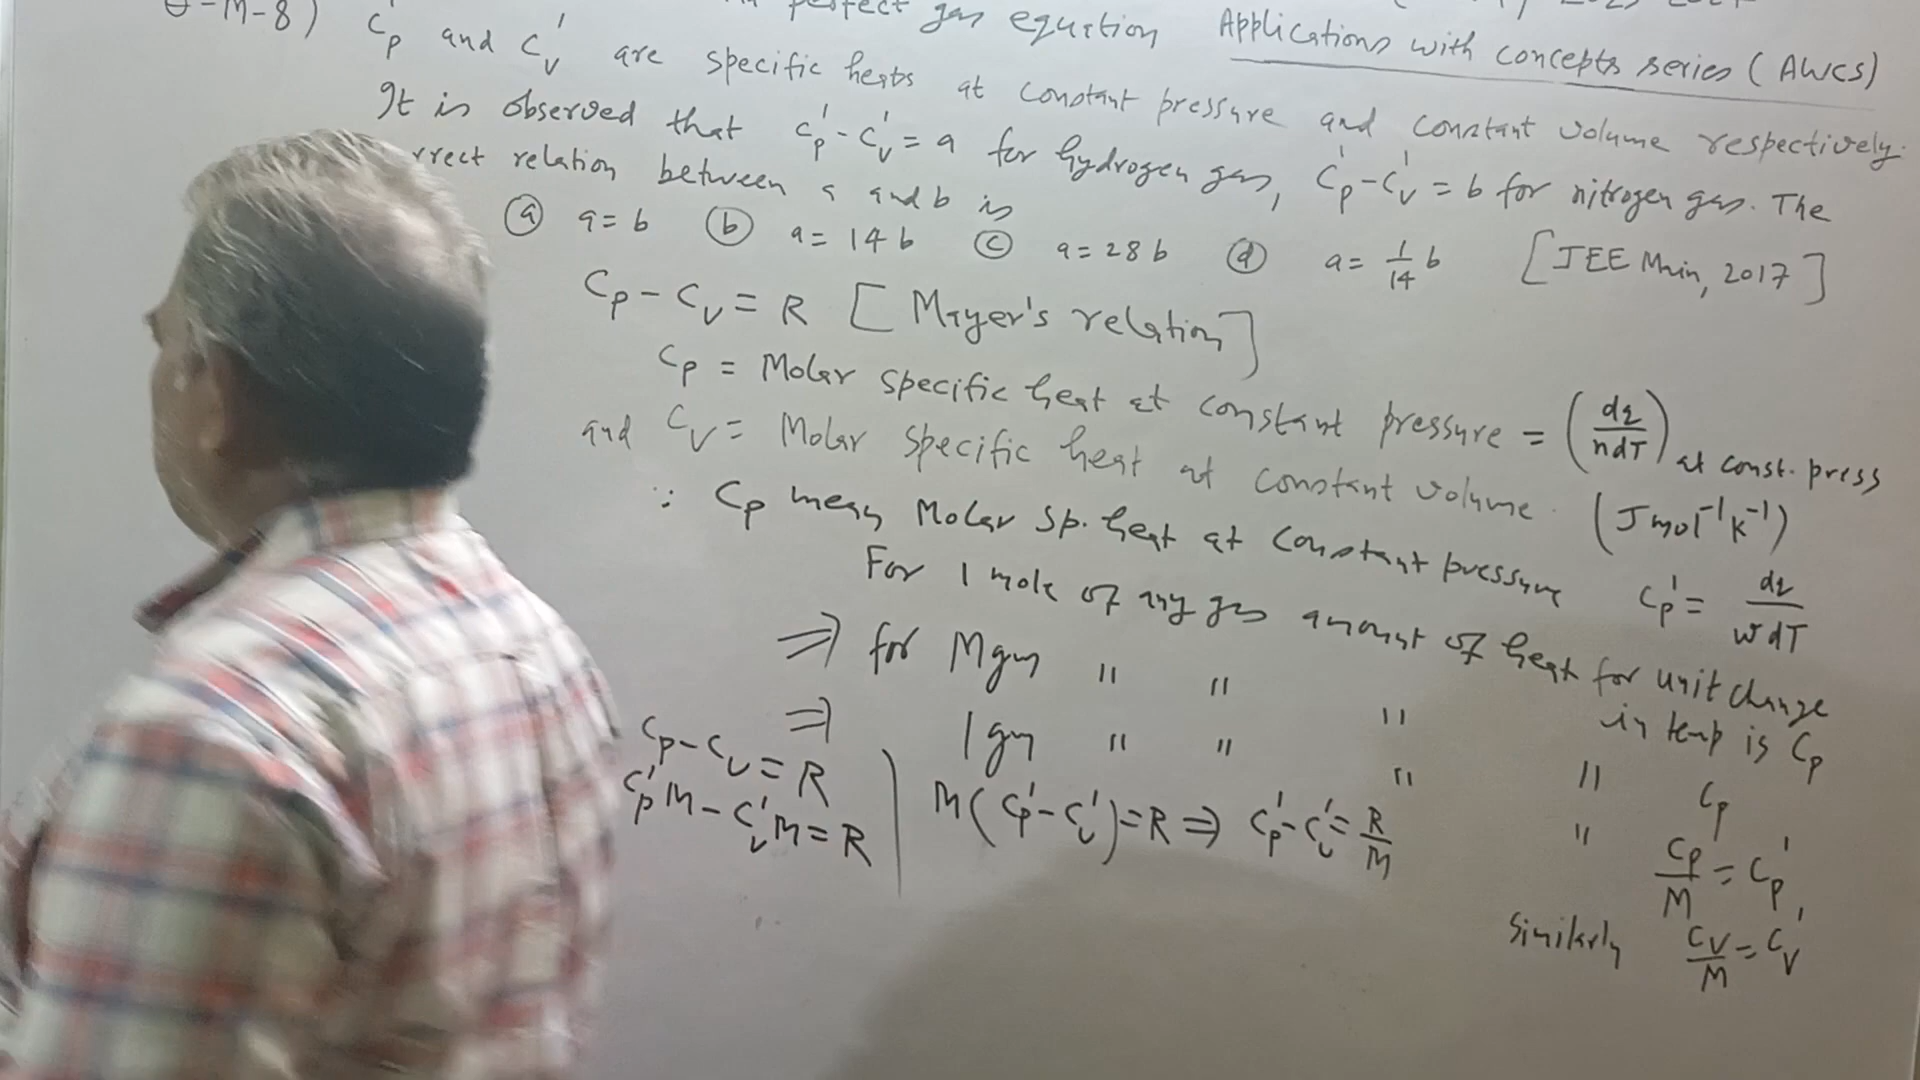 perfect gas equation Applications with concepts series (AWCS)
θ-M-8) Cp' and Cv' are specific heats at constant pressure and constant volume respectively.
It is observed that Cp' - Cv' = a for hydrogen gas, Cp' - Cv' = b for nitrogen gas. The
rrect relation between a and b is
(a) a = b (b) a = 14 b (c) a = 28 b (d) a = 1/14 b [JEE Main, 2017]
Cp - Cv = R [Mayer's relation]
Cp = Molar specific heat at constant pressure = (dq/ndT) at const. press
and Cv = Molar specific heat at constant volume. (J mol⁻¹ K⁻¹)
∵ Cp mean Molar sp. heat at constant pressure Cp' = dq/wdT
For 1 mole of any gas amount of heat for unit change
in temp is Cp
⇒ for M gm " " " " Cp
⇒ 1 gm " " " " Cp/M = Cp',
Similarly Cv/M = Cv'
Cp - Cv = R
Cp'M - Cv'M = R
M(Cp' - Cv') = R ⇒ Cp' - Cv' = R/M